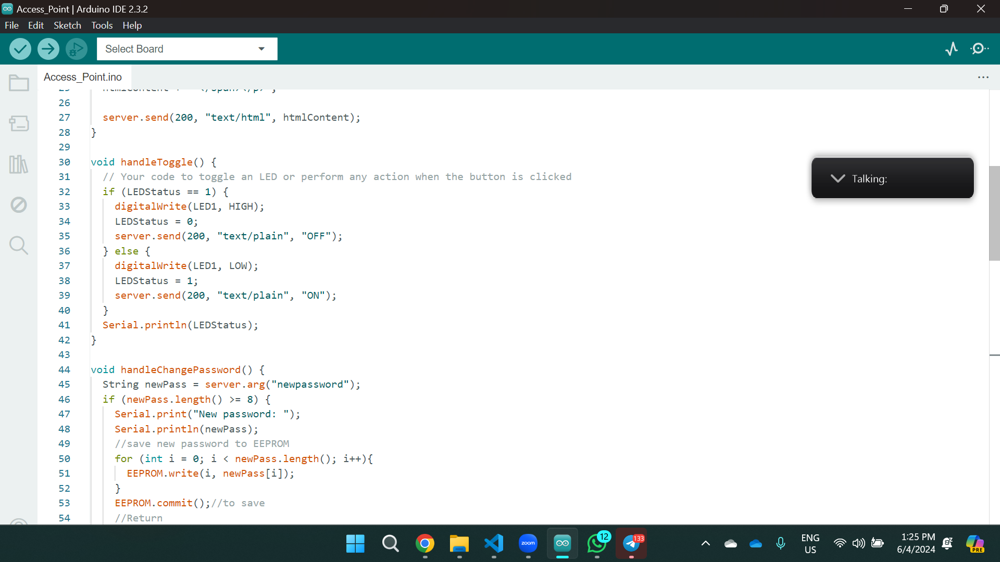 Access_Point | Arduino IDE 2.3.2
File Edit Sketch Tools Help
Select Board
Access_Point.ino
26
27 server.send(200, "text/html", htmlContent);
28 }
29
30 void handleToggle() {
31 // Your code to toggle an LED or perform any action when the button is clicked
32 if (LEDStatus == 1) {
33 digitalWrite(LED1, HIGH);
34 LEDStatus = 0;
35 server.send(200, "text/plain", "OFF");
36 } else {
37 digitalWrite(LED1, LOW);
38 LEDStatus = 1;
39 server.send(200, "text/plain", "ON");
40 }
41 Serial.println(LEDStatus);
42 }
43
44 void handleChangePassword() {
45 String newPass = server.arg("newpassword");
46 if (newPass.length() >= 8) {
47 Serial.print("New password: ");
48 Serial.println(newPass);
49 //save new password to EEPROM
50 for (int i = 0; i < newPass.length(); i++){
51 EEPROM.write(i, newPass[i]);
52 }
53 EEPROM.commit();//to save
54 //Return
Talking:
zoom
12
133
ENG
US
1:25 PM
6/4/2024
PRE